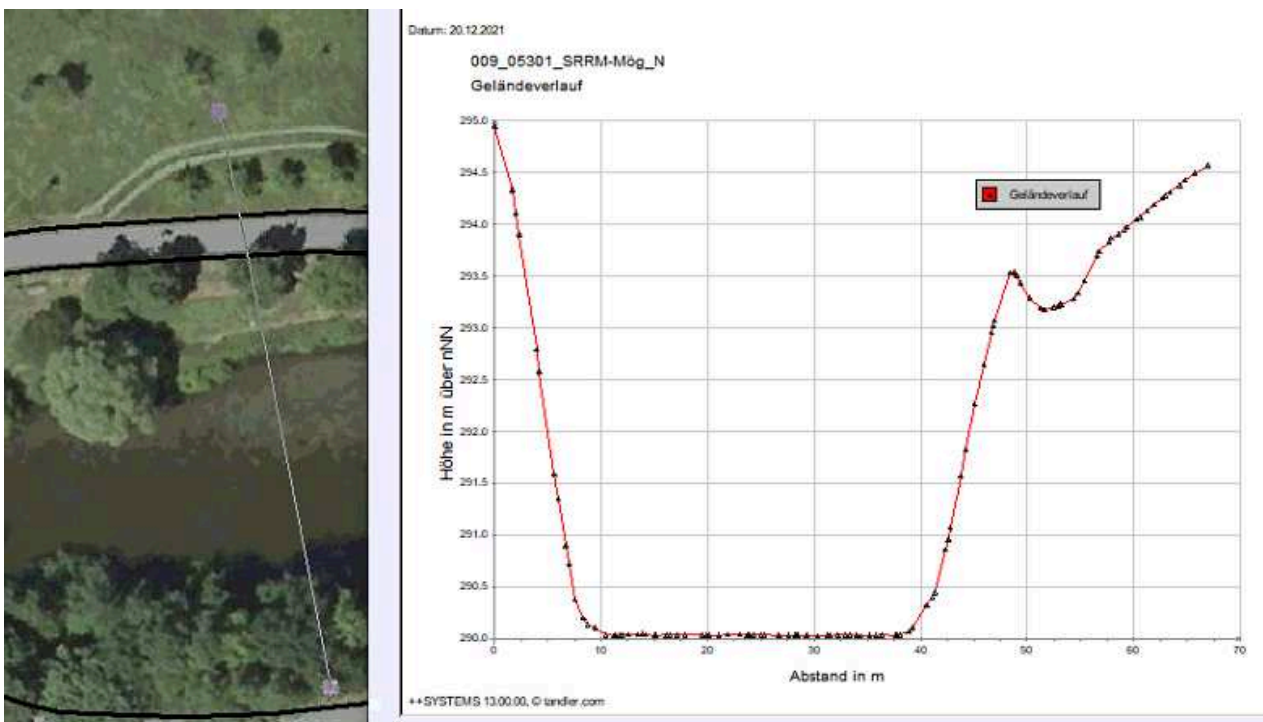 Datum: 20.12.2021
009_05301_SRRM-Mög_N
Geländeverlauf
295.0
294.5
294.0
293.5
293.0
292.5
292.0
291.5
291.0
290.5
290.0
Höhe in m über nNN
Geländeverlauf
0 10 20 30 40 50 60 70
Abstand in m
++SYSTEMS 13.00.00, © tandler.com